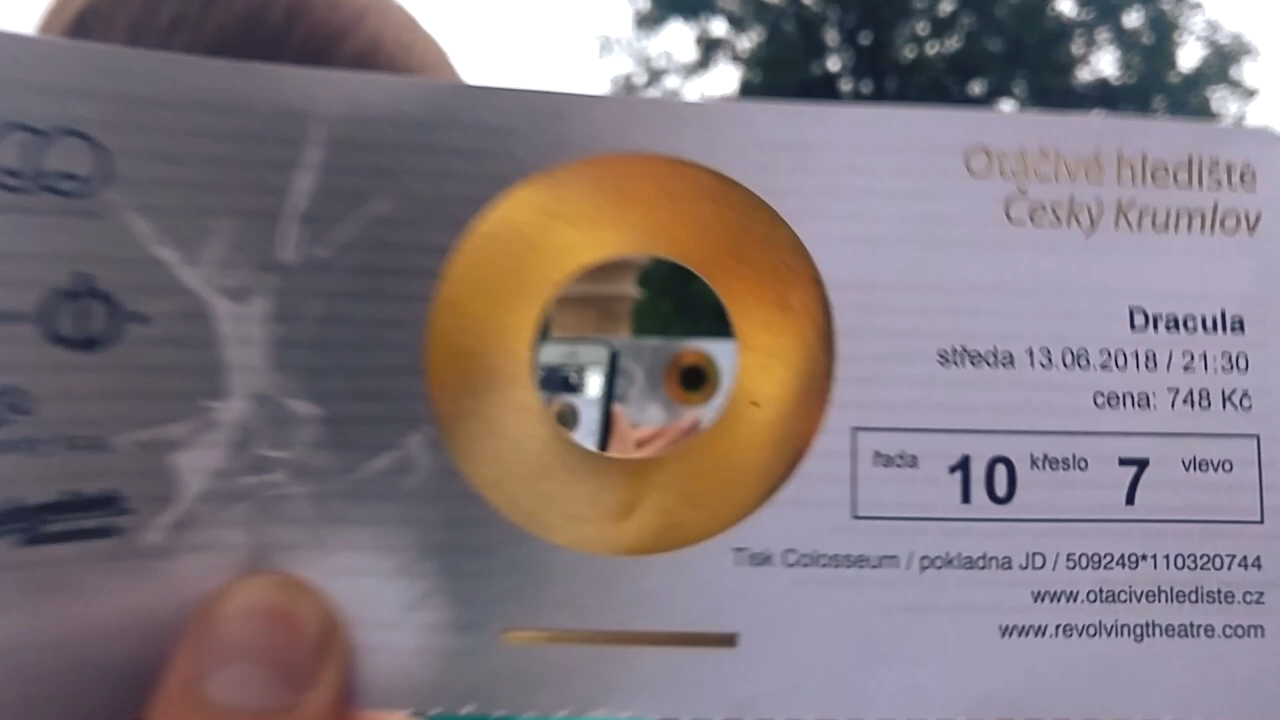 Otáčivé hlediště
Český Krumlov
Dracula
středa 13.06.2018 / 21:30
cena: 748 Kč
řada 10 křeslo 7 vlevo
Tisk Colosseum / pokladna JD / 509249*110320744
www.otacivehlediste.cz
www.revolvingtheatre.com